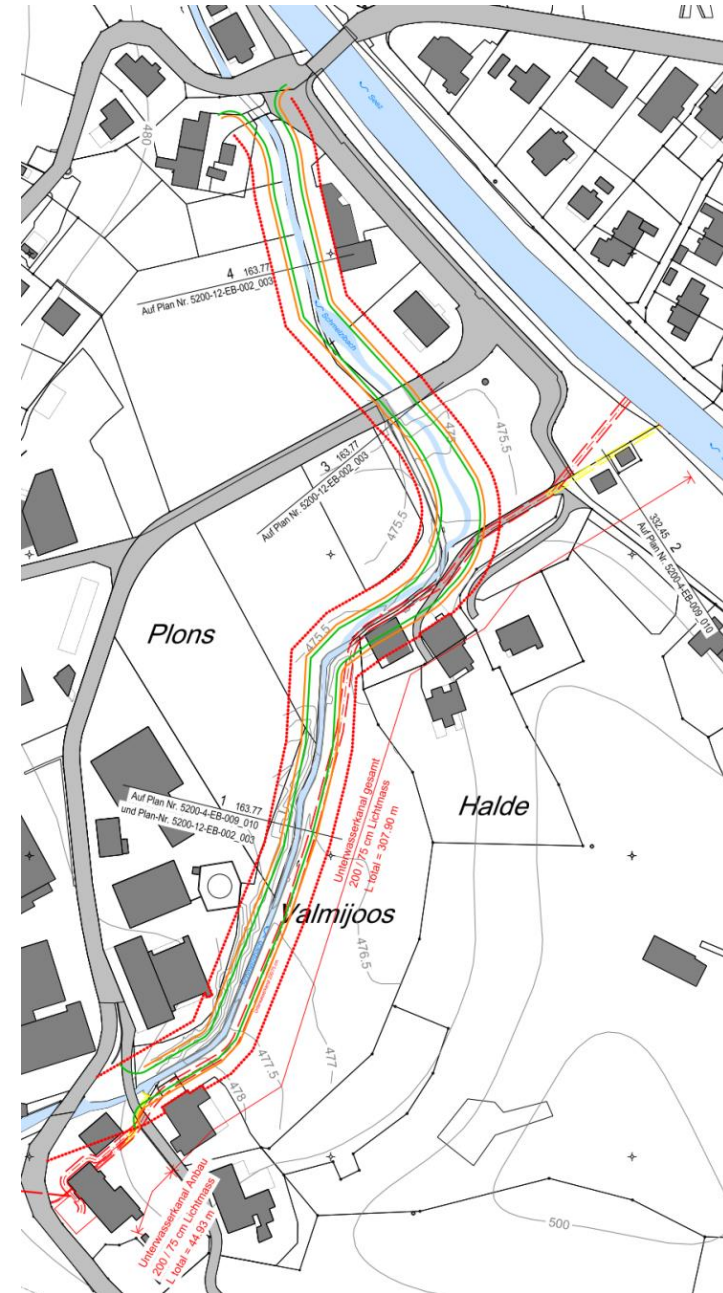 Seez
480
4 163.77
Auf Plan Nr. 5200-12-EB-002_003
Schmelzbach
475
475.5
3 163.77
Auf Plan Nr. 5200-12-EB-002_003
475.5
332.45 2
Auf Plan Nr. 5200-4-EB-009_010
475.5
Plons
1 163.77
Auf Plan Nr. 5200-4-EB-009_010
und Plan-Nr. 5200-12-EB-002_003
Unterwasserkanal gesamt
200 / 75 cm Lichtmass
L total = 307.90 m
Halde
Valmijoos
476.5
477
477.5
478
Unterwasserkanal Anbau
200 / 75 cm Lichtmass
L total = 44.93 m
500